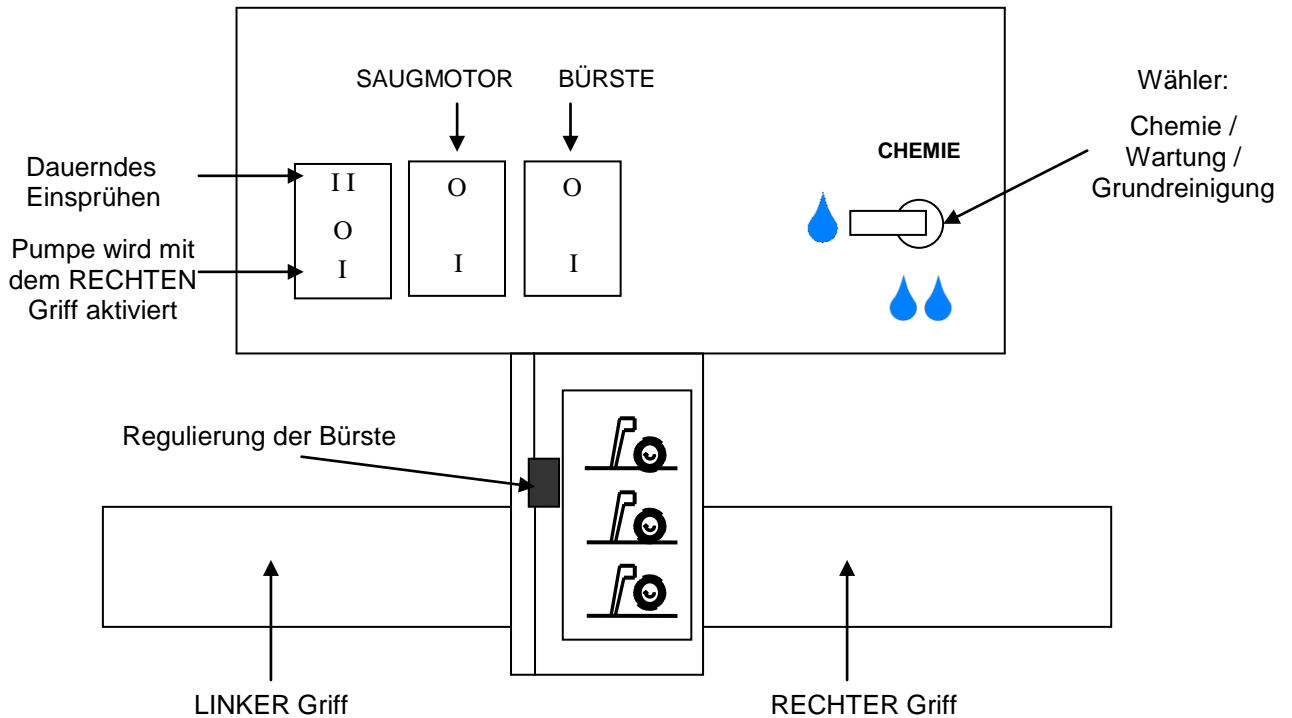 SAUGMOTOR
BÜRSTE
Wähler:
Chemie /
Wartung /
Grundreinigung
CHEMIE
Dauerndes
Einsprühen
Pumpe wird mit
dem RECHTEN
Griff aktiviert
II
O
I
O
I
O
I
Regulierung der Bürste
LINKER Griff
RECHTER Griff